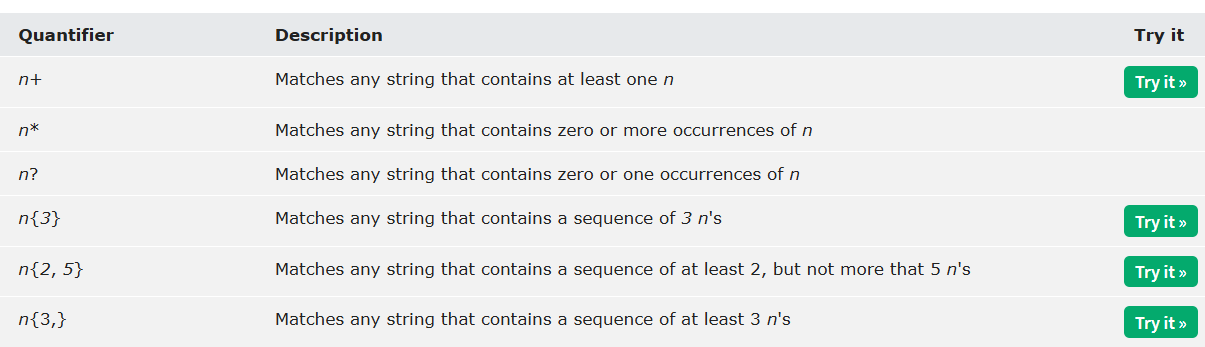 Quantifier Description Try it
n+ Matches any string that contains at least one n Try it »
n* Matches any string that contains zero or more occurrences of n
n? Matches any string that contains zero or one occurrences of n
n{3} Matches any string that contains a sequence of 3 n's Try it »
n{2, 5} Matches any string that contains a sequence of at least 2, but not more that 5 n's Try it »
n{3,} Matches any string that contains a sequence of at least 3 n's Try it »